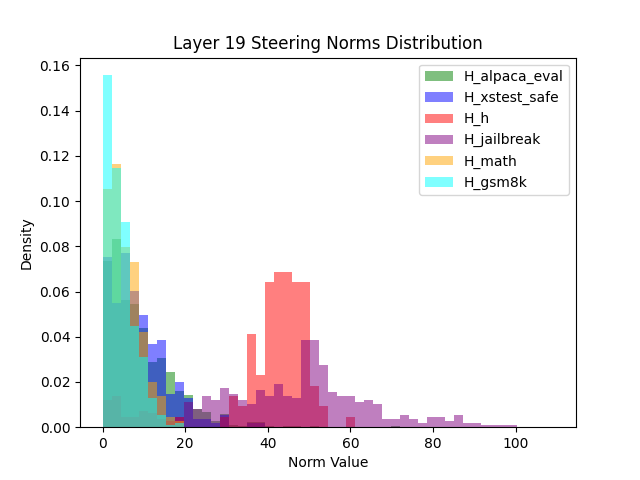 Layer 19 Steering Norms Distribution
0.16
0.14
0.12
0.10
0.08
0.06
0.04
0.02
0.00
Density
H_alpaca_eval
H_xstest_safe
H_h
H_jailbreak
H_math
H_gsm8k
0 20 40 60 80 100
Norm Value